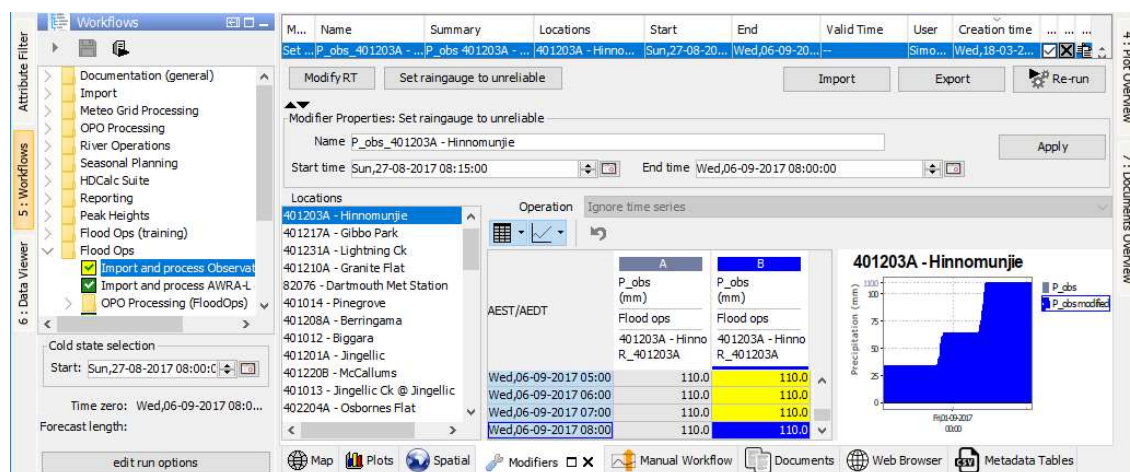 Workflows
Attribute Filter
5 : Workflows
6 : Data Viewer
Documentation (general)
Import
Meteo Grid Processing
OPO Processing
River Operations
Seasonal Planning
HDCalc Suite
Reporting
Peak Heights
Flood Ops (training)
Flood Ops
Import and process Observat
Import and process AWRA-L
OPO Processing (FloodOps)
Cold state selection
Start: Sun,27-08-2017 08:00:0
Time zero: Wed,06-09-2017 08:0...
Forecast length:
edit run options
M... Name Summary Locations Start End Valid Time User Creation time ... ... ...
Set ... P_obs_401203A - ... P_obs 401203A - ... 401203A - Hinno... Sun,27-08-20... Wed,06-09-20... -- Simo... Wed,18-03-2...
Modify RT Set raingauge to unreliable Import Export Re-run
Modifier Properties: Set raingauge to unreliable
Name P_obs_401203A - Hinnomunjie
Apply
Start time Sun,27-08-2017 08:15:00 End time Wed,06-09-2017 08:00:00
Locations
401203A - Hinnomunjie
401217A - Gibbo Park
401231A - Lightning Ck
401210A - Granite Flat
82076 - Dartmouth Met Station
401014 - Pinegrove
401208A - Berringama
401012 - Biggara
401201A - Jingellic
401220B - McCallums
401013 - Jingellic Ck @ Jingellic
402204A - Osbornes Flat
Operation Ignore time series
A B
P_obs P_obs
(mm) (mm)
AEST/AEDT
Flood ops Flood ops
401203A - Hinno 401203A - Hinno
R_401203A R_401203A
Wed,06-09-2017 05:00 110.0 110.0
Wed,06-09-2017 06:00 110.0 110.0
Wed,06-09-2017 07:00 110.0 110.0
Wed,06-09-2017 08:00 110.0 110.0
401203A - Hinnomunjie
Precipitation (mm)
100
75
50
25
0
Fri,01-09-2017
00:00
P_obs
P_obs modified
Map Plots Spatial Modifiers Manual Workflow Documents Web Browser Metadata Tables
4 : Plot Overview
7 : Documents Overview